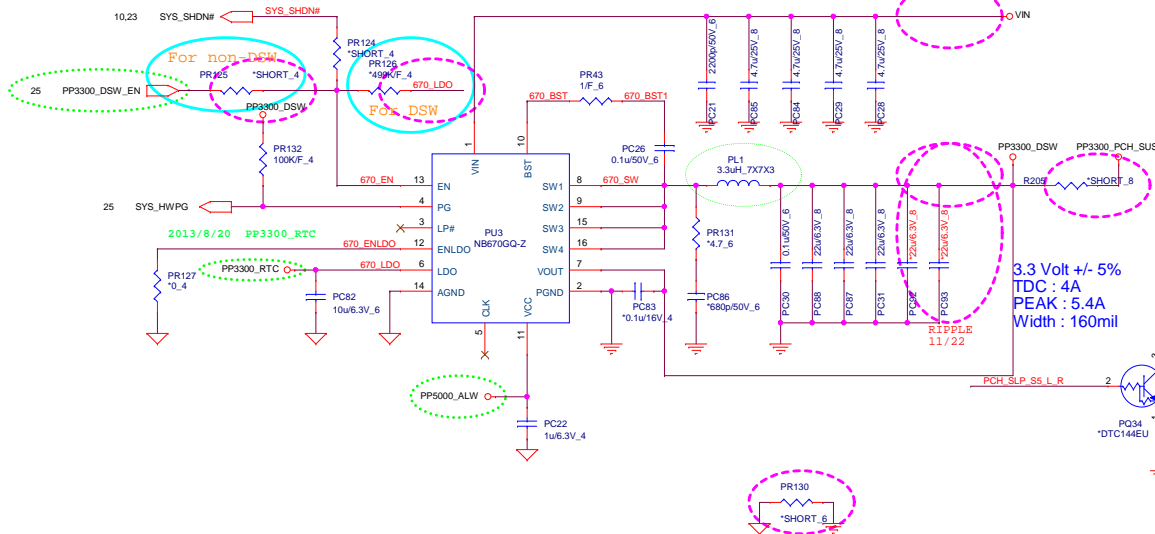 10,23 SYS_SHDN# SYS_SHDN#
VIN
PR124
*SHORT_4
For non-DSW
PR125 *SHORT_4
PR126
*499K/F_4
670_LDO
For DSW
25 PP3300_DSW_EN
PP3300_DSW
PR132
100K/F_4
PR43
1/F_6
670_BST 670_BST1
2200p/50V_6
PC21
4.7u/25V_8
PC85
4.7u/25V_8
PC84
4.7u/25V_8
PC29
4.7u/25V_8
PC28
PC26
0.1u/50V_6
1
VIN
10
BST
670_EN 13 EN
4 PG
3 LP#
670_ENLDO 12 ENLDO
670_LDO 6 LDO
14 AGND
PU3
NB670GQ-Z
SW1 8 670_SW
SW2 9
SW3 15
SW4 16
VOUT 7
PGND 2
CLK
5
VCC
11
25 SYS_HWPG
2013/8/20 PP3300_RTC
PR127
*0_4
PP3300_RTC
PC82
10u/6.3V_6
PC83
*0.1u/16V_4
PL1
3.3uH_7X7X3
PR131
*4.7_6
PC86
*680p/50V_6
0.1u/50V_6
PC30
22u/6.3V_8
PC88
22u/6.3V_8
PC87
22u/6.3V_8
PC31
*22u/6.3V_8
PC92
*22u/6.3V_8
PC93
RIPPLE
11/22
PP3300_DSW PP3300_PCH_SUS
R205 *SHORT_8
3.3 Volt +/- 5%
TDC : 4A
PEAK : 5.4A
Width : 160mil
PCH_SLP_S5_L_R 2
PQ34
*DTC144EU
PP5000_ALW
PC22
1u/6.3V_4
PR130
*SHORT_6